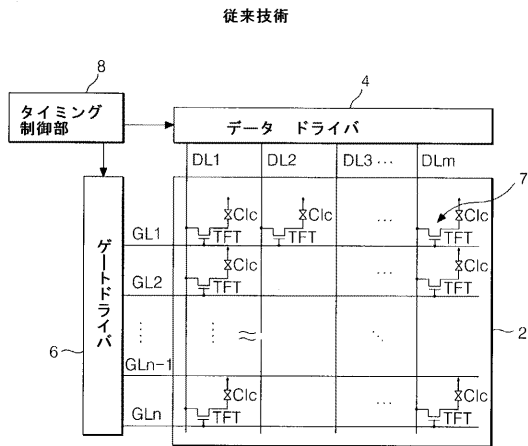 従来技術
8
タイミング
制御部
4
データ ドライバ
DL1 DL2 DL3 ... DLm
7
ゲートドライバ
6
GL1
Clc Clc ... Clc
TFT TFT TFT
GL2
Clc ... Clc
TFT TFT
2
GLn-1
Clc Clc
TFT ... TFT
GLn